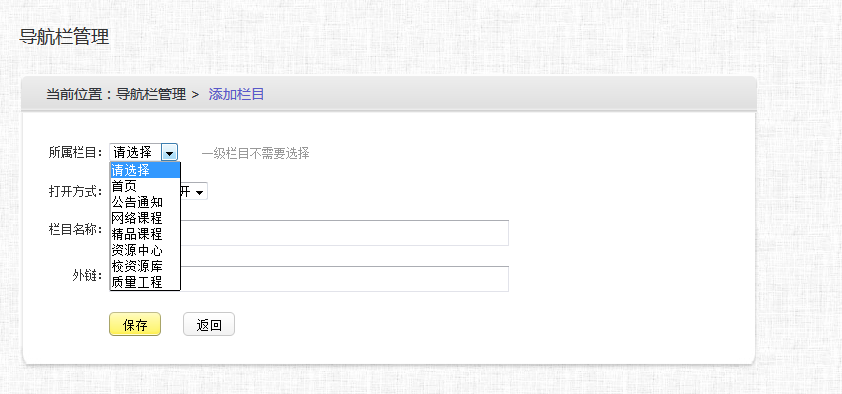 导航栏管理
当前位置：导航栏管理 > 添加栏目
所属栏目： 请选择 一级栏目不需要选择
请选择
首页
公告通知
网络课程
精品课程
资源中心
校资源库
质量工程
打开方式： 开
栏目名称：
外链：
保存 返回